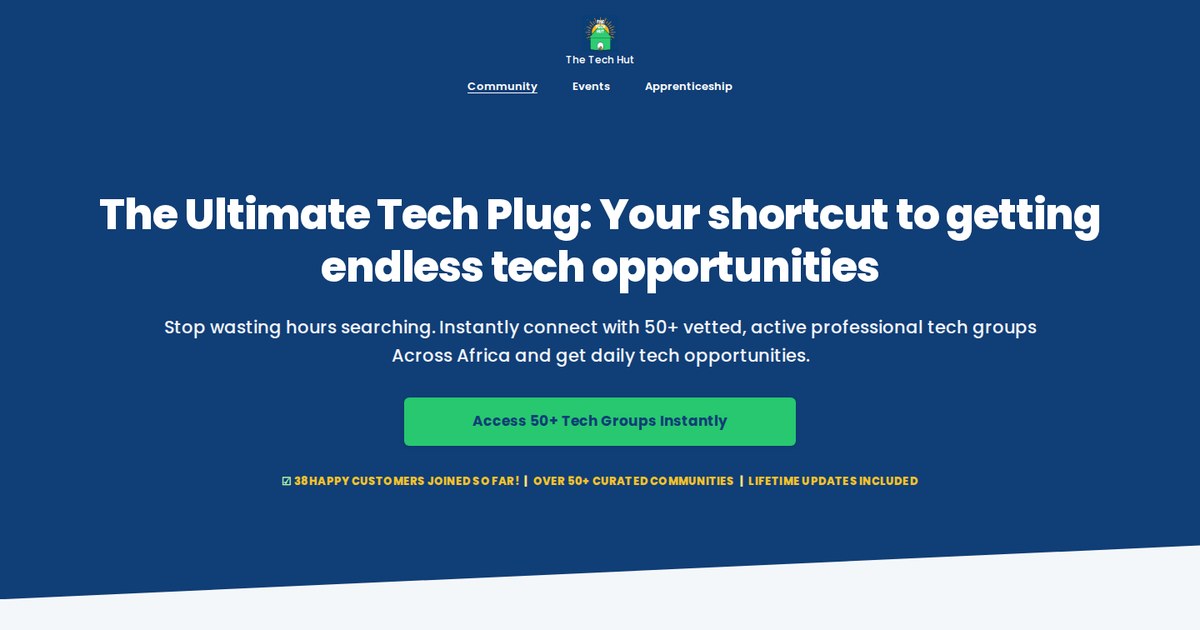 The Tech Hut
Community Events Apprenticeship
The Ultimate Tech Plug: Your shortcut to getting
endless tech opportunities
Stop wasting hours searching. Instantly connect with 50+ vetted, active professional tech groups
Across Africa and get daily tech opportunities.
Access 50+ Tech Groups Instantly
☑ 38 HAPPY CUSTOMERS JOINED SO FAR! | OVER 50+ CURATED COMMUNITIES | LIFETIME UPDATES INCLUDED